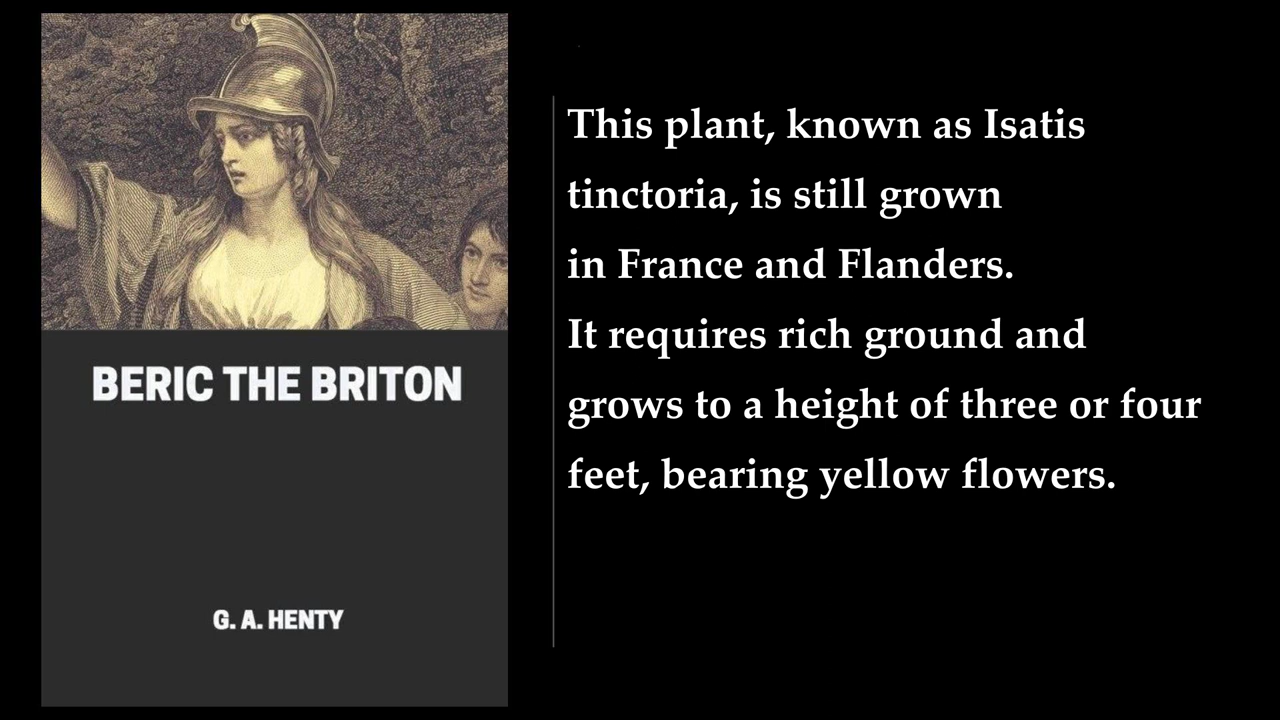 BERIC THE BRITON
G. A. HENTY
This plant, known as Isatis
tinctoria, is still grown
in France and Flanders.
It requires rich ground and
grows to a height of three or four
feet, bearing yellow flowers.